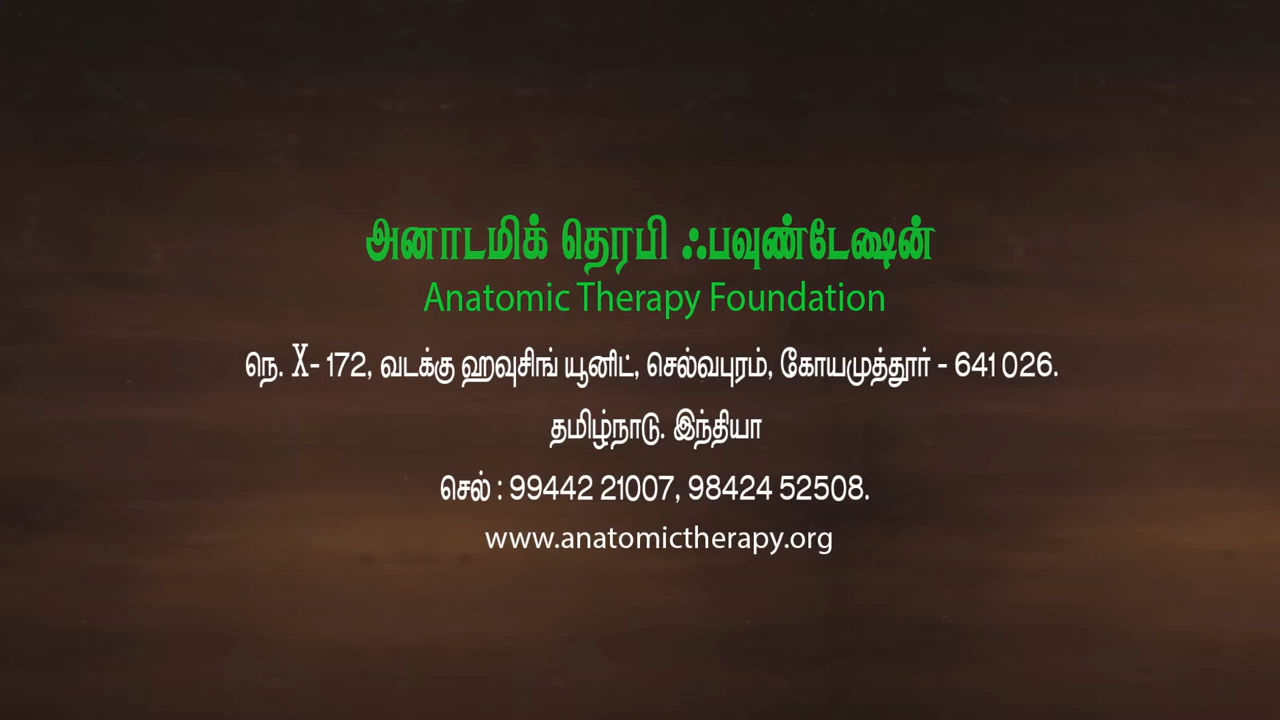 அனாடமிக் தெரபி ஃபவுண்டேஷன்
Anatomic Therapy Foundation
நெ. X- 172, வடக்கு ஹவுசிங் யூனிட், செல்வபுரம், கோயமுத்தூர் - 641 026.
தமிழ்நாடு. இந்தியா
செல் : 99442 21007, 98424 52508.
www.anatomictherapy.org